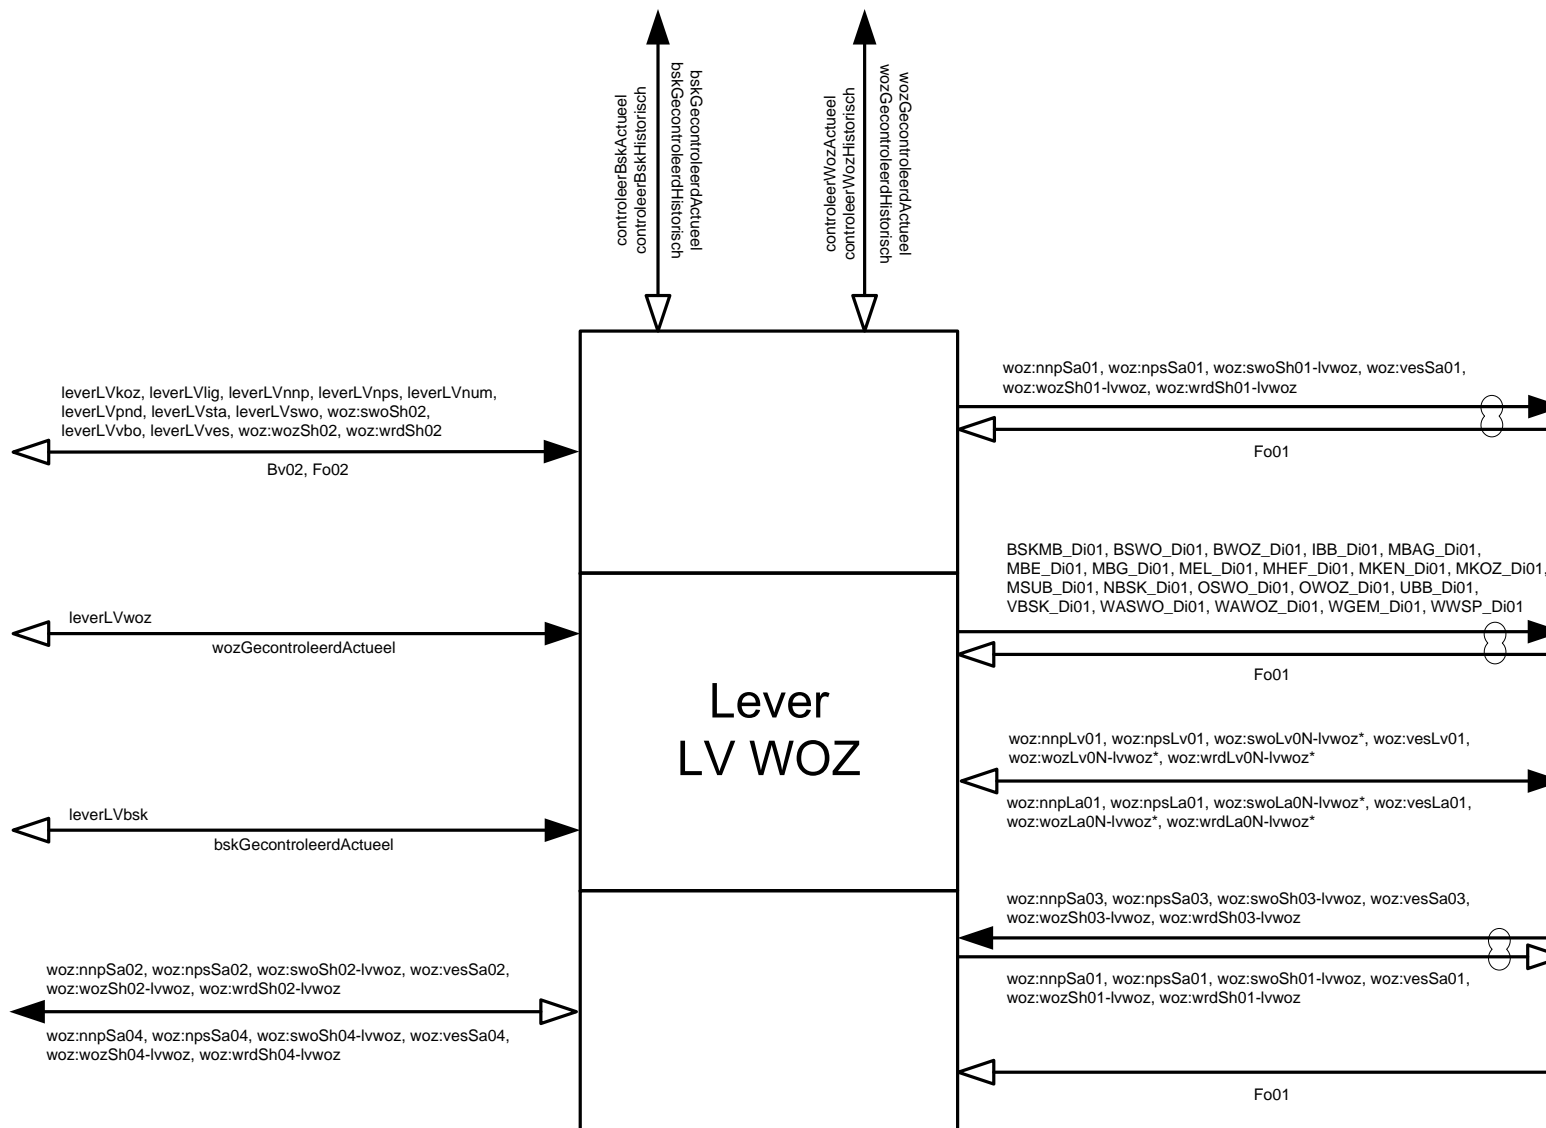 controleerBskActueel
controleerBskHistorisch
bskGecontroleerdActueel
bskGecontroleerdHistorisch
controleerWozActueel
controleerWozHistorisch
wozGecontroleerdActueel
wozGecontroleerdHistorisch
leverLVkoz, leverLVlig, leverLVnnp, leverLVnps, leverLVnum,
leverLVpnd, leverLVsta, leverLVswo, woz:swoSh02,
leverLVvbo, leverLVves, woz:wozSh02, woz:wrdSh02
Bv02, Fo02
woz:nnpSa01, woz:npsSa01, woz:swoSh01-lvwoz, woz:vesSa01,
woz:wozSh01-lvwoz, woz:wrdSh01-lvwoz
Fo01
BSKMB_Di01, BSWO_Di01, BWOZ_Di01, IBB_Di01, MBAG_Di01,
MBE_Di01, MBG_Di01, MEL_Di01, MHEF_Di01, MKEN_Di01, MKOZ_Di01,
MSUB_Di01, NBSK_Di01, OSWO_Di01, OWOZ_Di01, UBB_Di01,
VBSK_Di01, WASWO_Di01, WAWOZ_Di01, WGEM_Di01, WWSP_Di01
Fo01
leverLVwoz
wozGecontroleerdActueel
Lever
LV WOZ
woz:nnpLv01, woz:npsLv01, woz:swoLv0N-lvwoz*, woz:vesLv01,
woz:wozLv0N-lvwoz*, woz:wrdLv0N-lvwoz*
woz:nnpLa01, woz:npsLa01, woz:swoLa0N-lvwoz*, woz:vesLa01,
woz:wozLa0N-lvwoz*, woz:wrdLa0N-lvwoz*
leverLVbsk
bskGecontroleerdActueel
woz:nnpSa03, woz:npsSa03, woz:swoSh03-lvwoz, woz:vesSa03,
woz:wozSh03-lvwoz, woz:wrdSh03-lvwoz
woz:nnpSa01, woz:npsSa01, woz:swoSh01-lvwoz, woz:vesSa01,
woz:wozSh01-lvwoz, woz:wrdSh01-lvwoz
woz:nnpSa02, woz:npsSa02, woz:swoSh02-lvwoz, woz:vesSa02,
woz:wozSh02-lvwoz, woz:wrdSh02-lvwoz
woz:nnpSa04, woz:npsSa04, woz:swoSh04-lvwoz, woz:vesSa04,
woz:wozSh04-lvwoz, woz:wrdSh04-lvwoz
Fo01